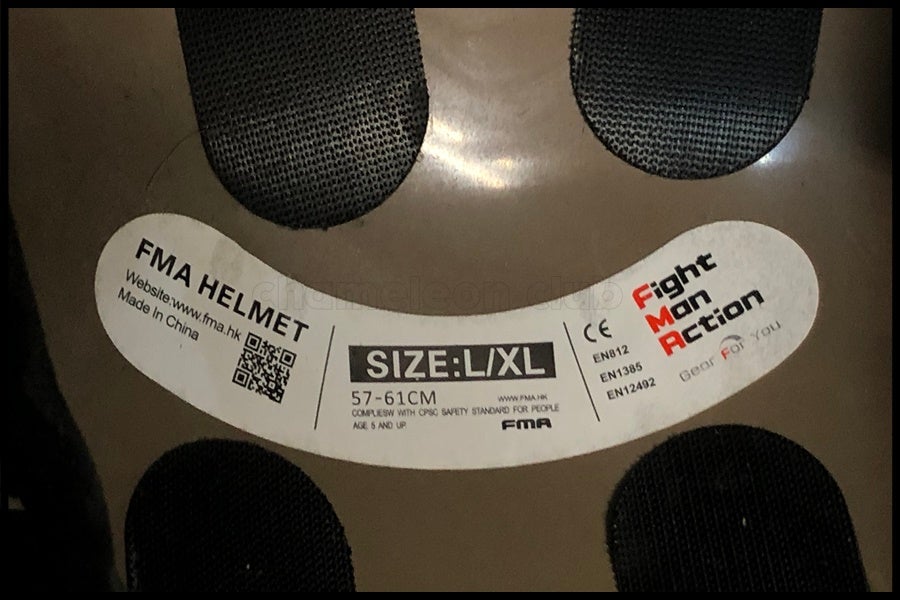 FMA HELMET
Website:www.fma.hk
Made In China
SIZE:L/XL
57-61CM
WWW.FMA.HK
COMPLIESW WITH CPSC SAFETY STANDARD FOR PEOPLE
AGE 5 AND UP
FMA
CE
EN812
EN1385
EN12492
Fight
Man
Action
Gear For You
chameleon club